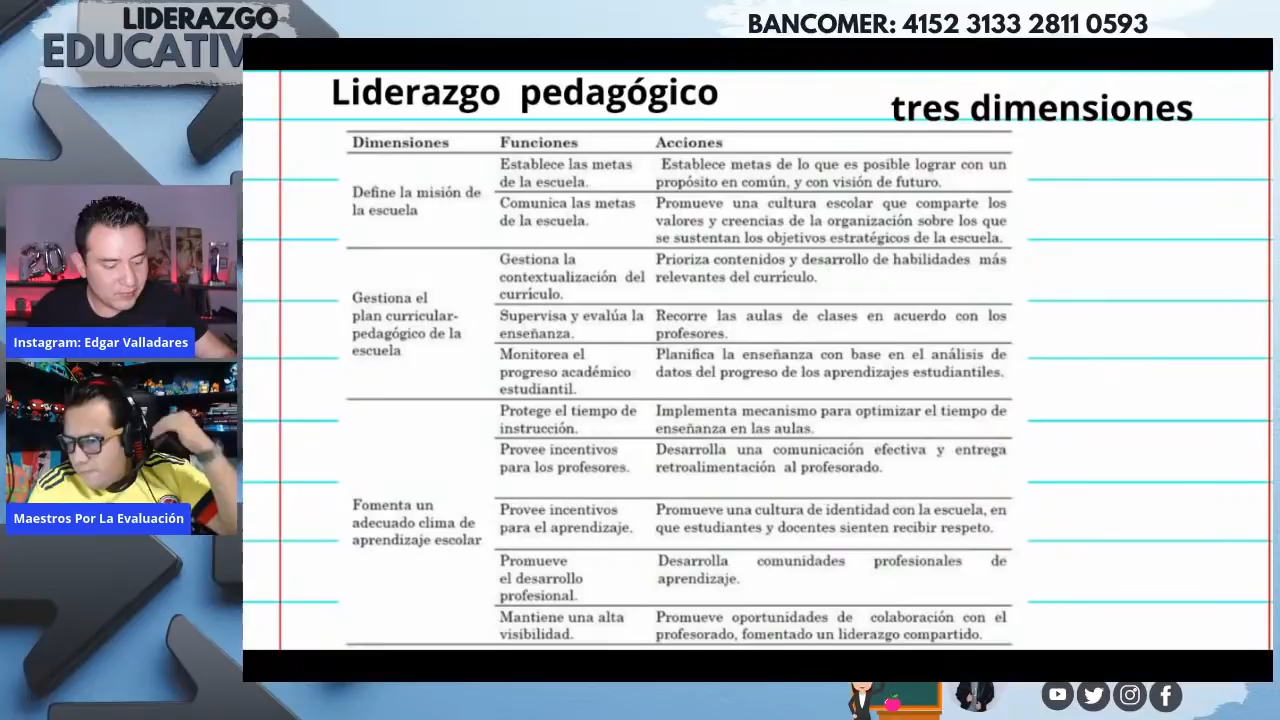 LIDERAZGO
EDUCATIV
BANCOMER: 4152 3133 2811 0593
Liderazgo pedagógico
tres dimensiones
Dimensiones Funciones Acciones
Define la misión de
la escuela
Establece las metas
de la escuela.
Establece metas de lo que es posible lograr con un
propósito en común, y con visión de futuro.
Comunica las metas
de la escuela.
Promueve una cultura escolar que comparte los
valores y creencias de la organización sobre los que
se sustentan los objetivos estratégicos de la escuela.
Gestiona el
plan curricular-
pedagógico de la
escuela
Gestiona la
contextualización del
currículo.
Prioriza contenidos y desarrollo de habilidades más
relevantes del currículo.
Supervisa y evalúa la
enseñanza.
Recorre las aulas de clases en acuerdo con los
profesores.
Monitorea el
progreso académico
estudiantil.
Planifica la enseñanza con base en el análisis de
datos del progreso de los aprendizajes estudiantiles.
Fomenta un
adecuado clima de
aprendizaje escolar
Protege el tiempo de
instrucción.
Implementa mecanismo para optimizar el tiempo de
enseñanza en las aulas.
Provee incentivos
para los profesores.
Desarrolla una comunicación efectiva y entrega
retroalimentación al profesorado.
Provee incentivos
para el aprendizaje.
Promueve una cultura de identidad con la escuela, en
que estudiantes y docentes sienten recibir respeto.
Promueve
el desarrollo
profesional.
Desarrolla comunidades profesionales de
aprendizaje.
Mantiene una alta
visibilidad.
Promueve oportunidades de colaboración con el
profesorado, fomentado un liderazgo compartido.
20
Instagram: Edgar Valladares
Maestros Por La Evaluación